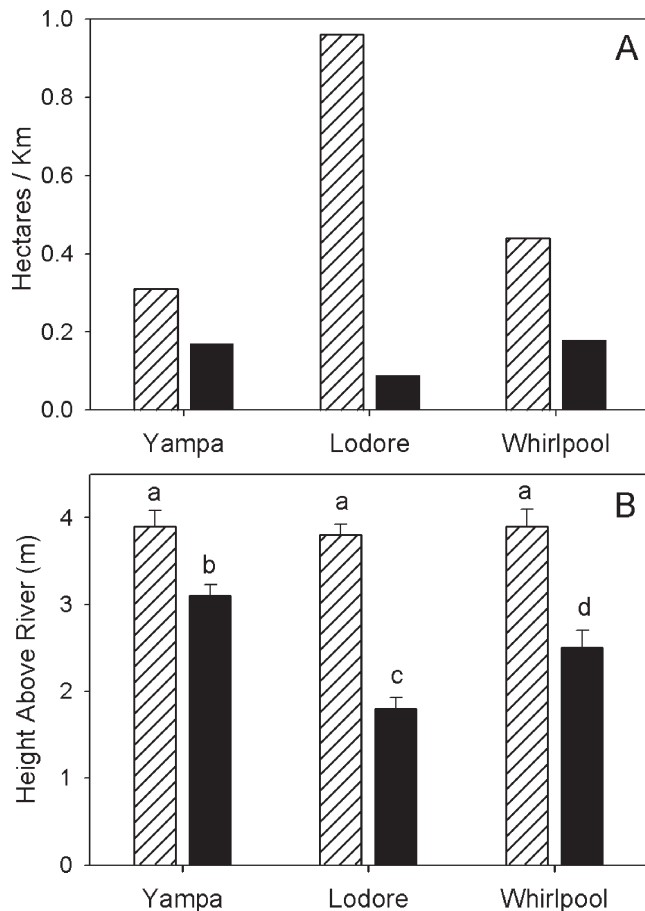 A
Hectares / Km
1.0
0.8
0.6
0.4
0.2
0.0
Yampa Lodore Whirlpool
B
Height Above River (m)
4
3
2
1
0
a b a c a d
Yampa Lodore Whirlpool